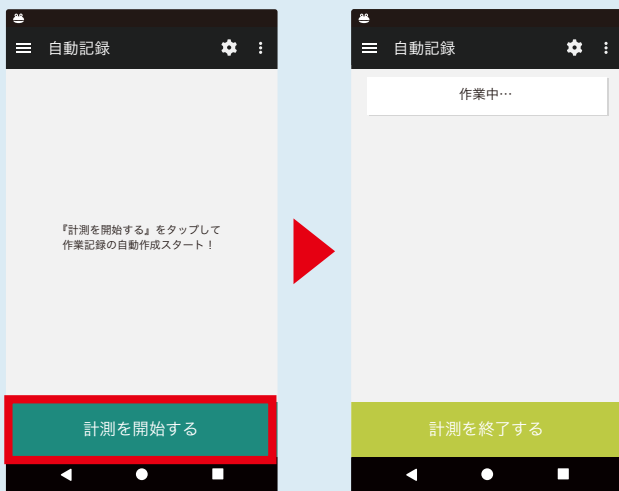 自動記録
『計測を開始する』をタップして
作業記録の自動作成スタート！
計測を開始する
自動記録
作業中…
計測を終了する